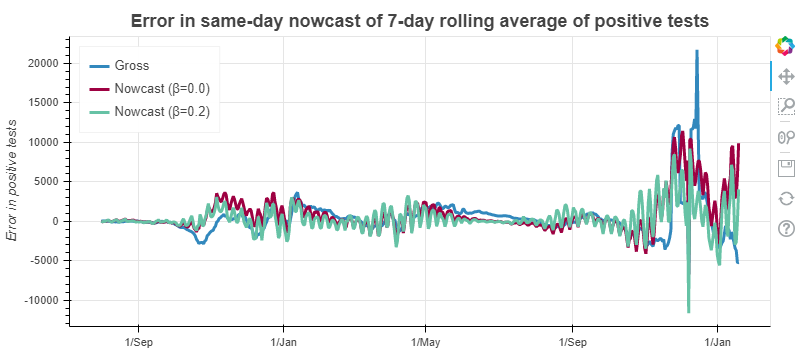 Error in same-day nowcast of 7-day rolling average of positive tests
Gross
Nowcast (β=0.0)
Nowcast (β=0.2)
Error in positive tests
20000
15000
10000
5000
0
-5000
-10000
1/Sep
1/Jan
1/May
1/Sep
1/Jan